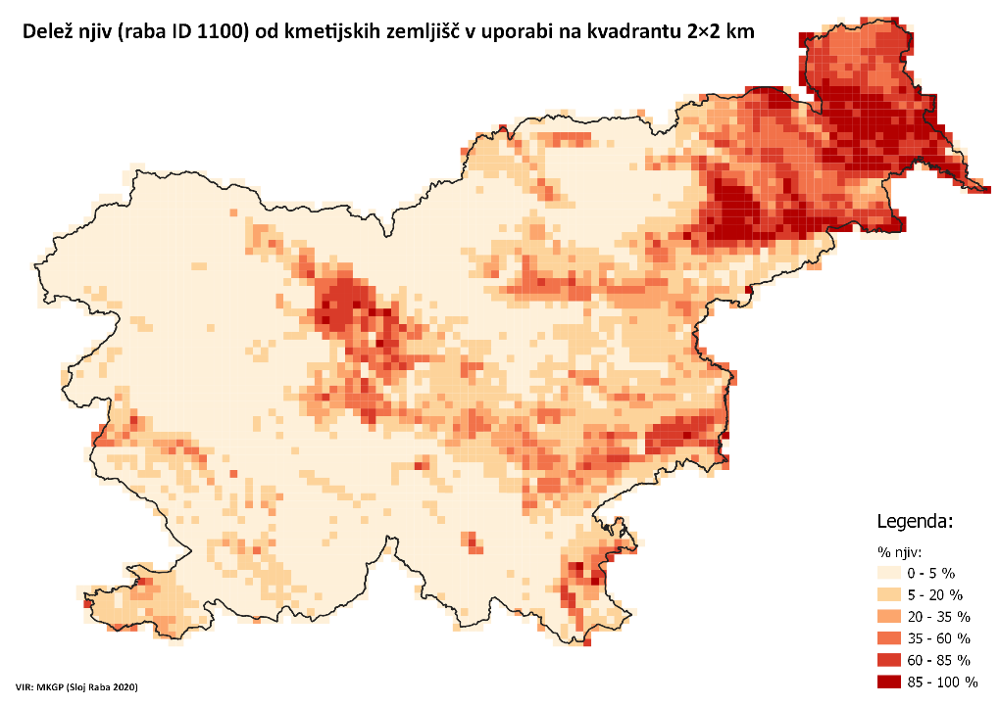 Delež njiv (raba ID 1100) od kmetijskih zemljišč v uporabi na kvadrantu 2×2 km
Legenda:
% njiv:
0 - 5 %
5 - 20 %
20 - 35 %
35 - 60 %
60 - 85 %
85 - 100 %
VIR: MKGP (Sloj Raba 2020)